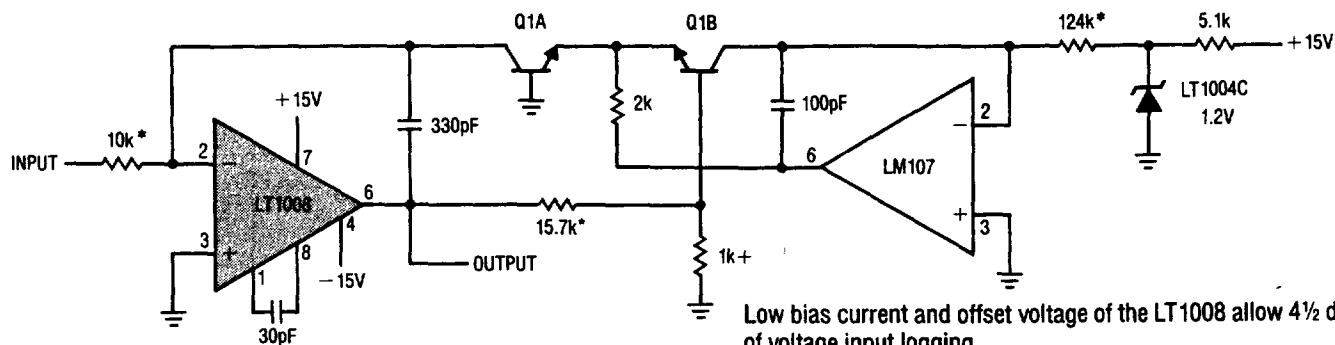 Q1A
Q1B
124k*
5.1k
+15V
+15V
2k
100pF
2
LT1004C
1.2V
330pF
10k*
INPUT
2
−
7
6
−
LM107
LT1008
6
4
15.7k*
+
3
3
+
8
1k+
−15V
OUTPUT
1
30pF
Low bias current and offset voltage of the LT1008 allow 4½ d
of voltage input logging